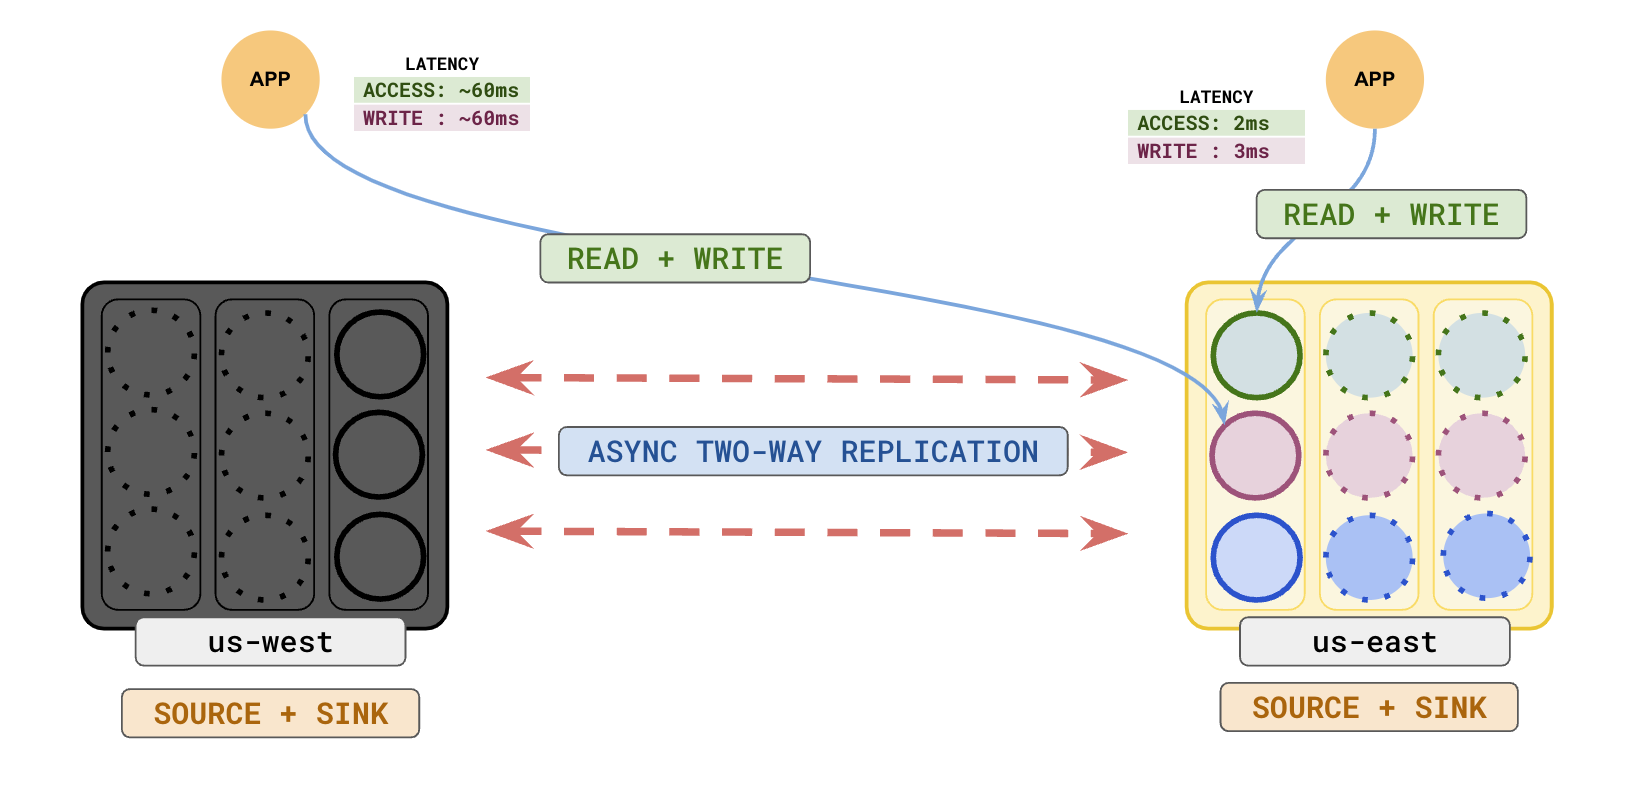 APP
LATENCY
ACCESS: ~60ms
WRITE : ~60ms
APP
LATENCY
ACCESS: 2ms
WRITE : 3ms
READ + WRITE
READ + WRITE
ASYNC TWO-WAY REPLICATION
us-west
us-east
SOURCE + SINK
SOURCE + SINK